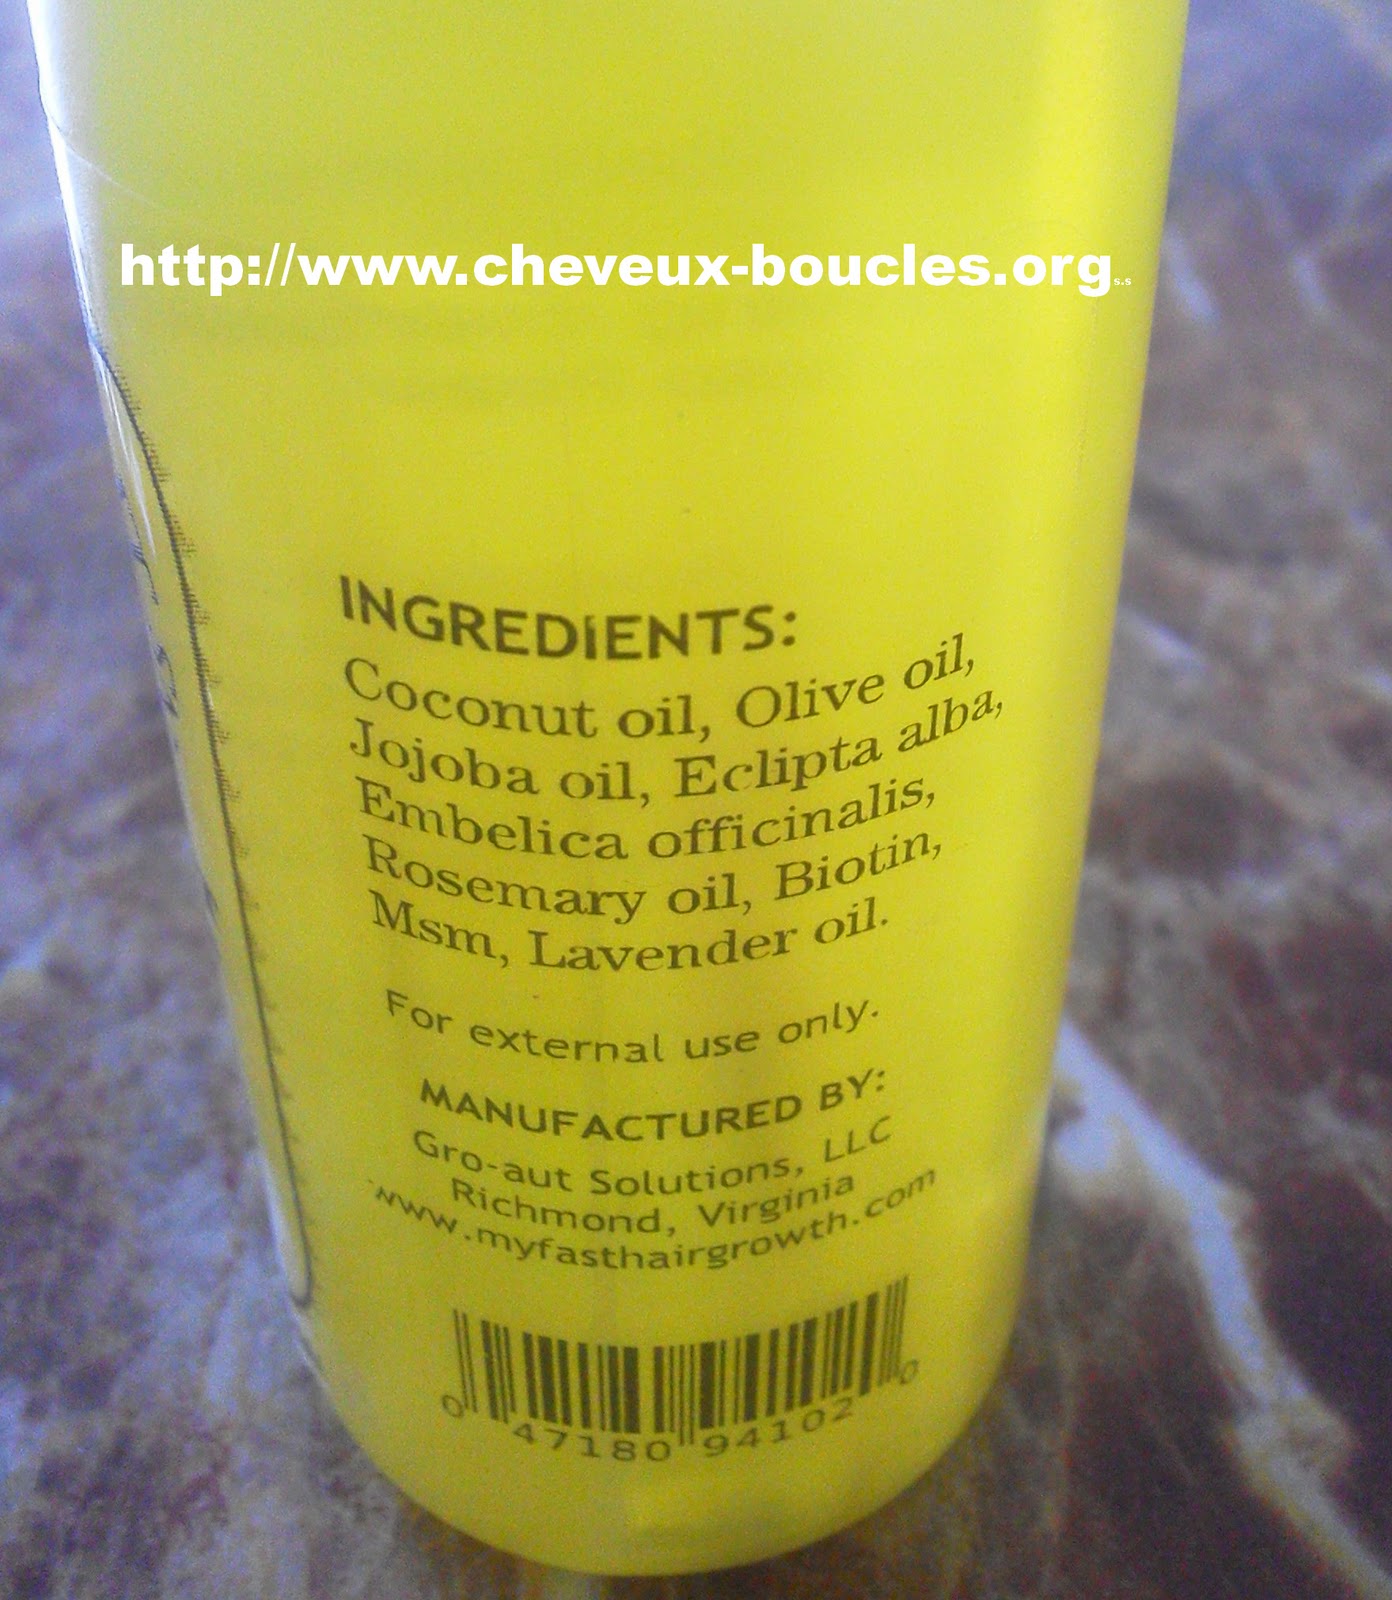 http://www.cheveux-boucles.orgs.s
INGREDIENTS:
Coconut oil, Olive oil,
Jojoba oil, Eclipta alba,
Embelica officinalis,
Rosemary oil, Biotin,
Msm, Lavender oil.
For external use only.
MANUFACTURED BY:
Gro-aut Solutions, LLC
Richmond, Virginia
www.myfasthairgrowth.com
0 47180 94102 0